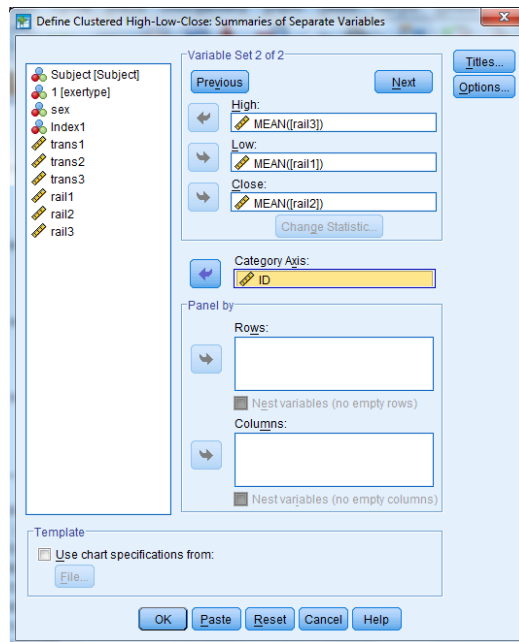 Define Clustered High-Low-Close: Summaries of Separate Variables
Subject [Subject]
1 [exertype]
sex
Index1
trans1
trans2
trans3
rail1
rail2
rail3
Variable Set 2 of 2
Previous
Next
High:
MEAN([rail3])
Low:
MEAN([rail1])
Close:
MEAN([rail2])
Change Statistic...
Category Axis:
ID
Panel by
Rows:
Nest variables (no empty rows)
Columns:
Nest variables (no empty columns)
Titles...
Options...
Template
Use chart specifications from:
File...
OK
Paste
Reset
Cancel
Help